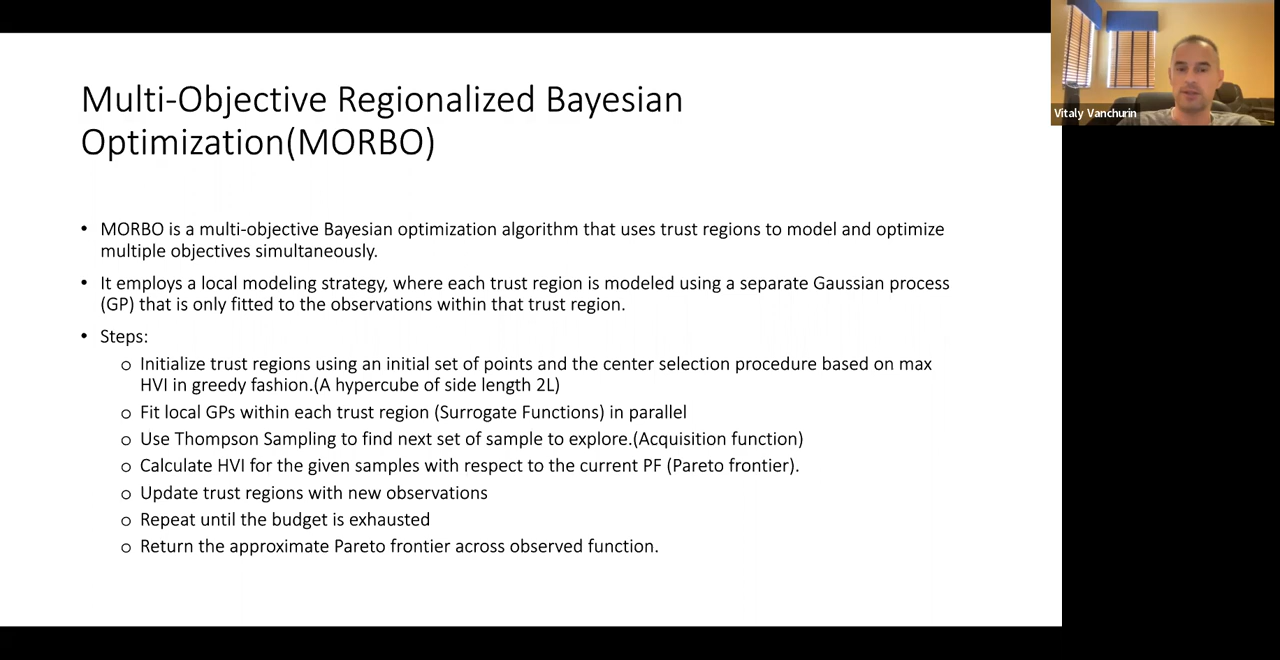 Multi-Objective Regionalized Bayesian
Optimization(MORBO)
• MORBO is a multi-objective Bayesian optimization algorithm that uses trust regions to model and optimize
multiple objectives simultaneously.
• It employs a local modeling strategy, where each trust region is modeled using a separate Gaussian process
(GP) that is only fitted to the observations within that trust region.
• Steps:
o Initialize trust regions using an initial set of points and the center selection procedure based on max
HVI in greedy fashion.(A hypercube of side length 2L)
o Fit local GPs within each trust region (Surrogate Functions) in parallel
o Use Thompson Sampling to find next set of sample to explore.(Acquisition function)
o Calculate HVI for the given samples with respect to the current PF (Pareto frontier).
o Update trust regions with new observations
o Repeat until the budget is exhausted
o Return the approximate Pareto frontier across observed function.
Vitaly Vanchurin